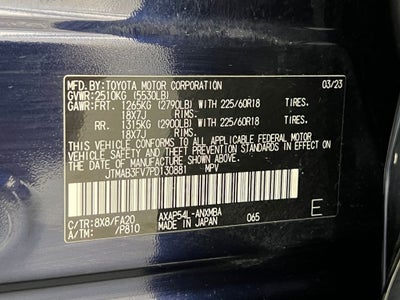 MFD.BY:TOYOTA MOTOR CORPORATION 03/23
GVWR:2510KG (5530LB)
GAWR:FRT. 1265KG (2790LB) WITH 225/60R18 TIRES.
18X7J RIMS.
RR. 1315KG (2900LB) WITH 225/60R18 TIRES.
18X7J RIMS.
THIS VEHICLE CONFORMS TO ALL APPLICABLE FEDERAL MOTOR
VEHICLE SAFETY STANDARDS IN EFFECT ON THE DATE OF
MANUFACTURE SHOWN ABOVE.
JTMAB3FV7PD130881 MPV
C/TR:8X8/FA20 AXAP54L-ANXMBA 065 E
A/TM: /P810 MADE IN JAPAN